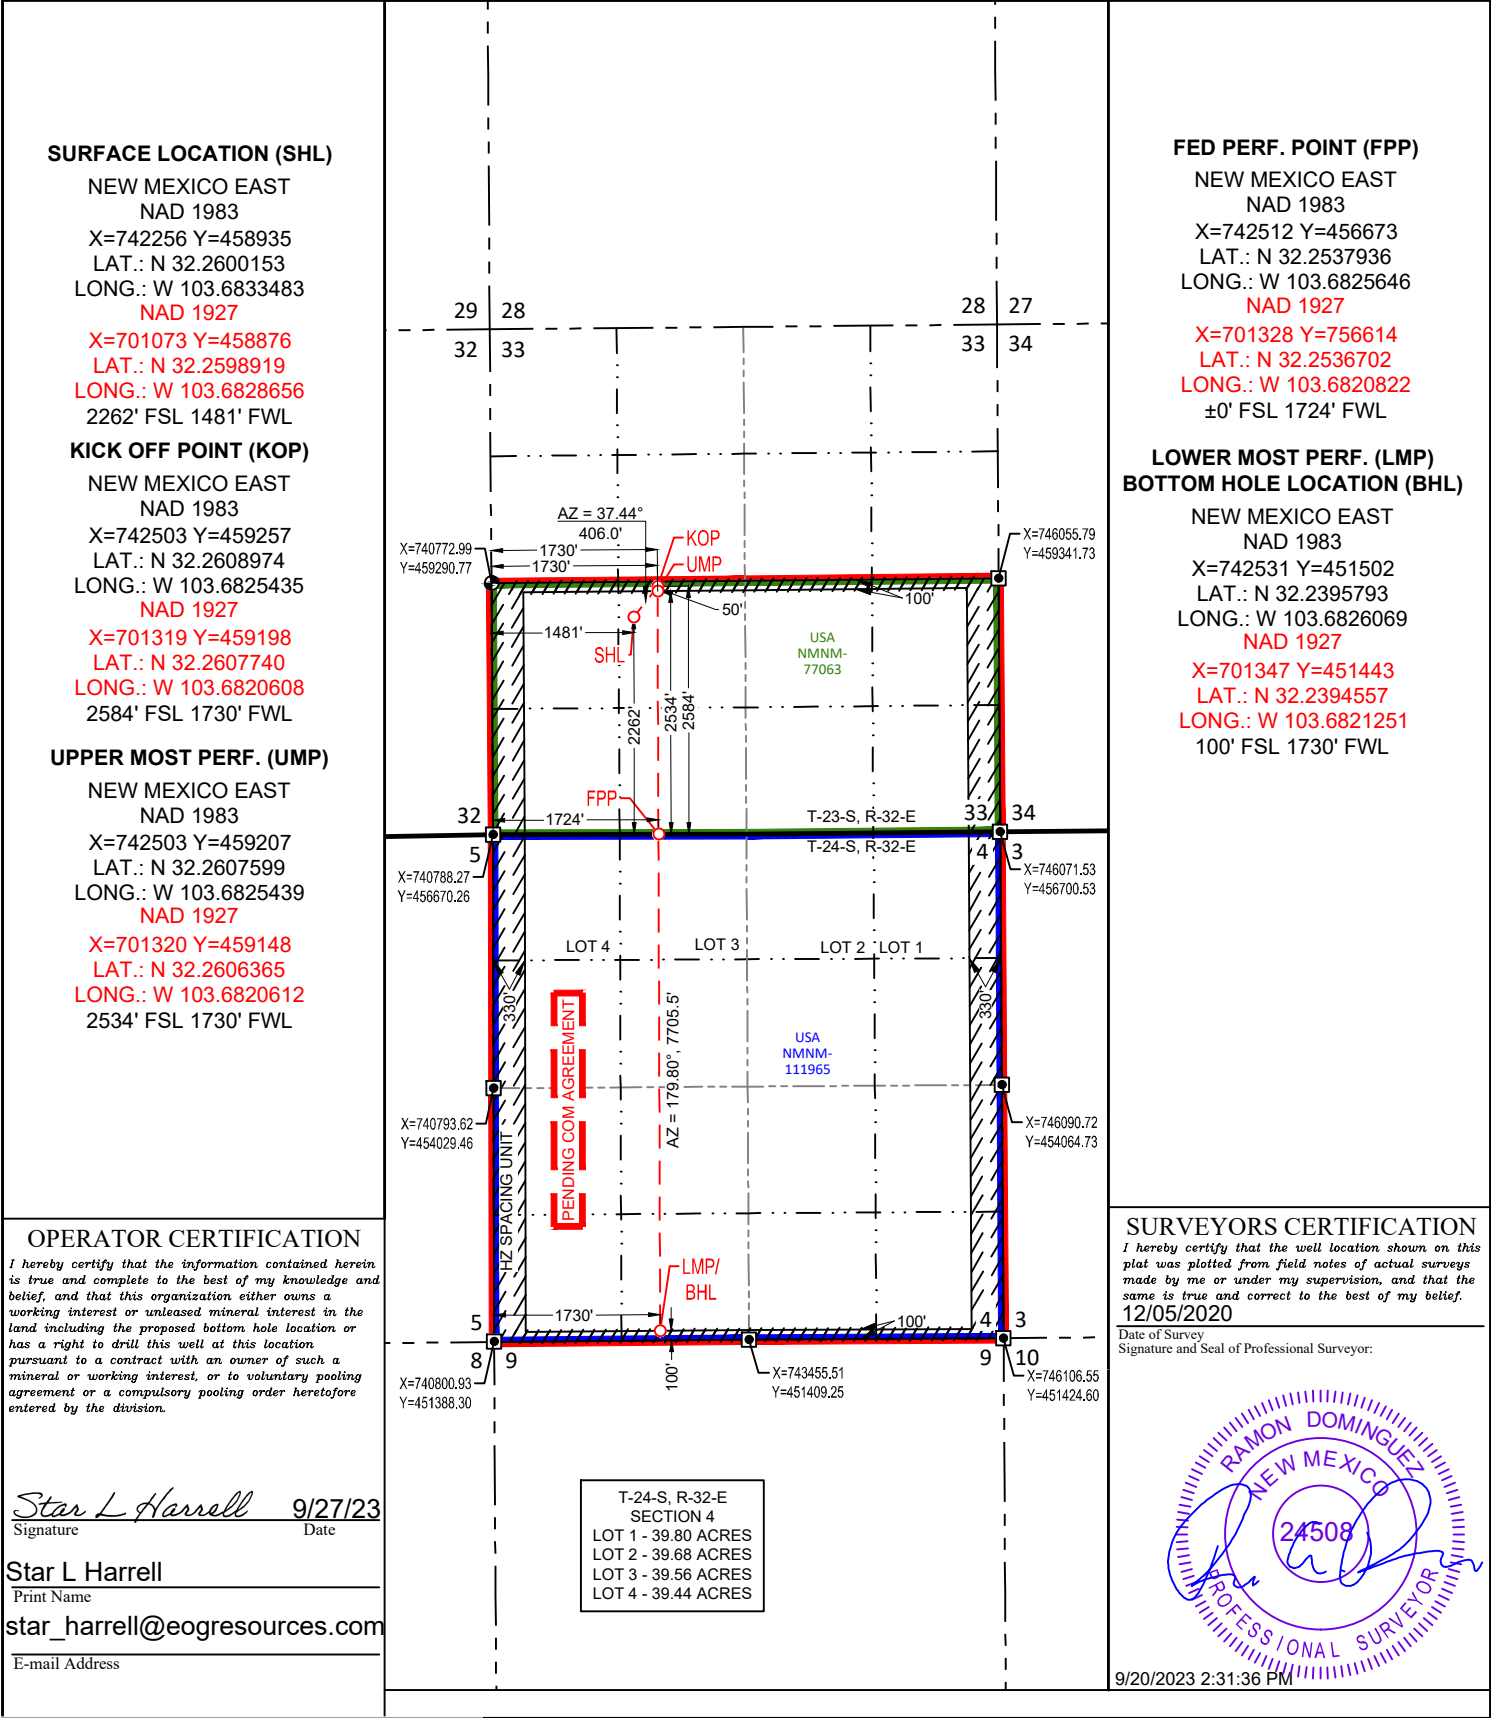 SURFACE LOCATION (SHL)
NEW MEXICO EAST
NAD 1983
X=742256 Y=458935
LAT.: N 32.2600153
LONG.: W 103.6833483
NAD 1927
X=701073 Y=458876
LAT.: N 32.2598919
LONG.: W 103.6828656
2262' FSL 1481' FWL
KICK OFF POINT (KOP)
NEW MEXICO EAST
NAD 1983
X=742503 Y=459257
LAT.: N 32.2608974
LONG.: W 103.6825435
NAD 1927
X=701319 Y=459198
LAT.: N 32.2607740
LONG.: W 103.6820608
2584' FSL 1730' FWL
UPPER MOST PERF. (UMP)
NEW MEXICO EAST
NAD 1983
X=742503 Y=459207
LAT.: N 32.2607599
LONG.: W 103.6825439
NAD 1927
X=701320 Y=459148
LAT.: N 32.2606365
LONG.: W 103.6820612
2534' FSL 1730' FWL
OPERATOR CERTIFICATION
I hereby certify that the information contained herein
is true and complete to the best of my knowledge and
belief, and that this organization either owns a
working interest or unleased mineral interest in the
land including the proposed bottom hole location or
has a right to drill this well at this location
pursuant to a contract with an owner of such a
mineral or working interest, or to voluntary pooling
agreement or a compulsory pooling order heretofore
entered by the division.
Star L Harrell 9/27/23
Signature Date
Star L Harrell
Print Name
star_harrell@eogresources.com
E-mail Address
29 28
28 27
32 33
33 34
AZ = 37.44°
406.0'
KOP
UMP
X=740772.99
Y=459290.77
1730'
1730'
X=746055.79
Y=459341.73
50'
100'
1481'
SHL
USA
NMNM-
77063
2262'
2534'
2584'
FPP
1724'
32
5
T-23-S, R-32-E
T-24-S, R-32-E
33 34
4 3
X=740788.27
Y=456670.26
X=746071.53
Y=456700.53
LOT 4
LOT 3
LOT 2
LOT 1
330'
330'
PENDING COM AGREEMENT
AZ = 179.80°, 7705.5'
USA
NMNM-
111965
X=740793.62
Y=454029.46
X=746090.72
Y=454064.73
HZ SPACING UNIT
LMP/
BHL
1730'
100'
100'
5
8 9
4 3
9 10
X=740800.93
Y=451388.30
X=743455.51
Y=451409.25
X=746106.55
Y=451424.60
T-24-S, R-32-E
SECTION 4
LOT 1 - 39.80 ACRES
LOT 2 - 39.68 ACRES
LOT 3 - 39.56 ACRES
LOT 4 - 39.44 ACRES
FED PERF. POINT (FPP)
NEW MEXICO EAST
NAD 1983
X=742512 Y=456673
LAT.: N 32.2537936
LONG.: W 103.6825646
NAD 1927
X=701328 Y=756614
LAT.: N 32.2536702
LONG.: W 103.6820822
±0' FSL 1724' FWL
LOWER MOST PERF. (LMP)
BOTTOM HOLE LOCATION (BHL)
NEW MEXICO EAST
NAD 1983
X=742531 Y=451502
LAT.: N 32.2395793
LONG.: W 103.6826069
NAD 1927
X=701347 Y=451443
LAT.: N 32.2394557
LONG.: W 103.6821251
100' FSL 1730' FWL
SURVEYORS CERTIFICATION
I hereby certify that the well location shown on this
plat was plotted from field notes of actual surveys
made by me or under my supervision, and that the
same is true and correct to the best of my belief.
12/05/2020
Date of Survey
Signature and Seal of Professional Surveyor:
RAMON DOMINGUEZ
NEW MEXICO
24508
PROFESSIONAL SURVEYOR
9/20/2023 2:31:36 PM